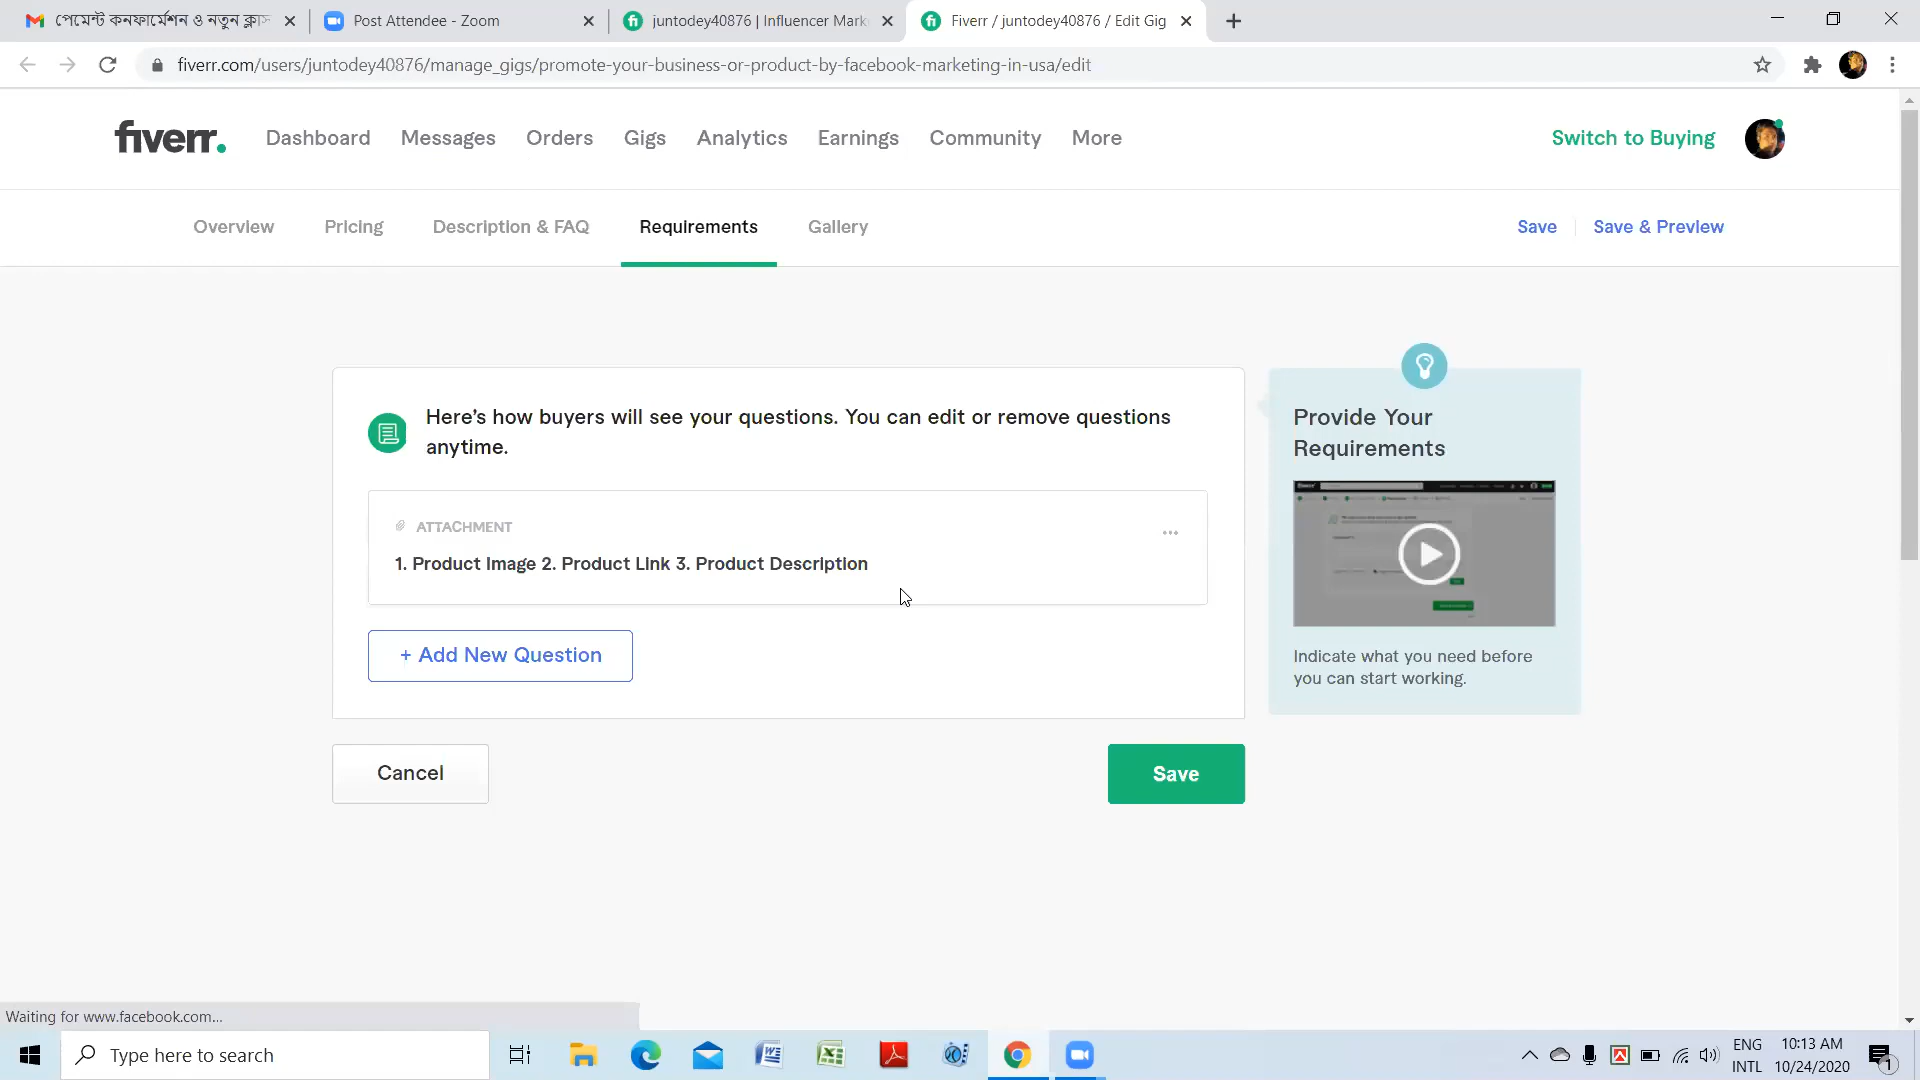 পেমেন্ট কনফার্মেশন ও নতুন ক্লাস
Post Attendee - Zoom
juntodey40876 | Influencer Mark
Fiverr / juntodey40876 / Edit Gig
fiverr.com/users/juntodey40876/manage_gigs/promote-your-business-or-product-by-facebook-marketing-in-usa/edit
fiverr.
Dashboard
Messages
Orders
Gigs
Analytics
Earnings
Community
More
Switch to Buying
Overview
Pricing
Description & FAQ
Requirements
Gallery
Save
Save & Preview
Here's how buyers will see your questions. You can edit or remove questions
anytime.
ATTACHMENT
1. Product Image 2. Product LInk 3. Product Description
+ Add New Question
Cancel
Save
Provide Your
Requirements
Indicate what you need before
you can start working.
Waiting for www.facebook.com...
Type here to search
ENG
INTL
10:13 AM
10/24/2020
1